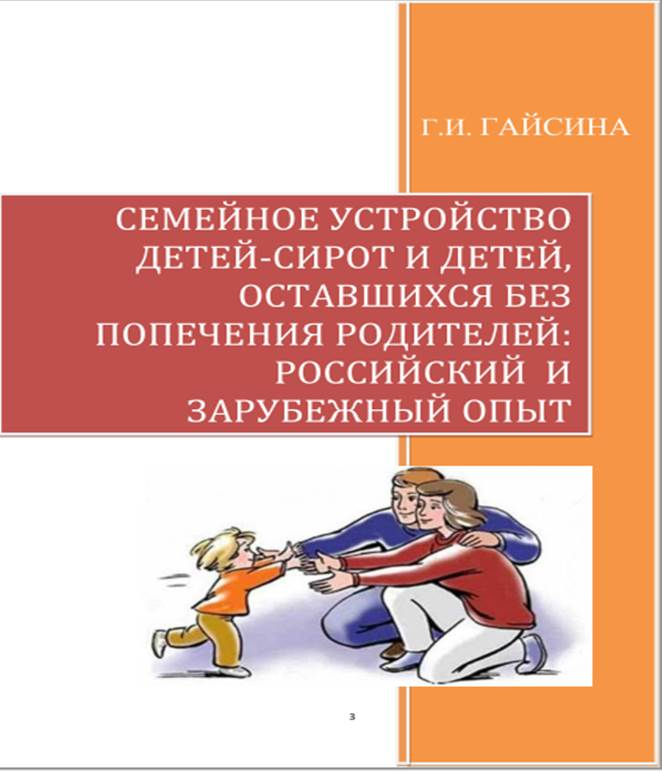 Г.И. ГАЙСИНА
СЕМЕЙНОЕ УСТРОЙСТВО
ДЕТЕЙ-СИРОТ И ДЕТЕЙ,
ОСТАВШИХСЯ БЕЗ
ПОПЕЧЕНИЯ РОДИТЕЛЕЙ:
РОССИЙСКИЙ И
ЗАРУБЕЖНЫЙ ОПЫТ
3